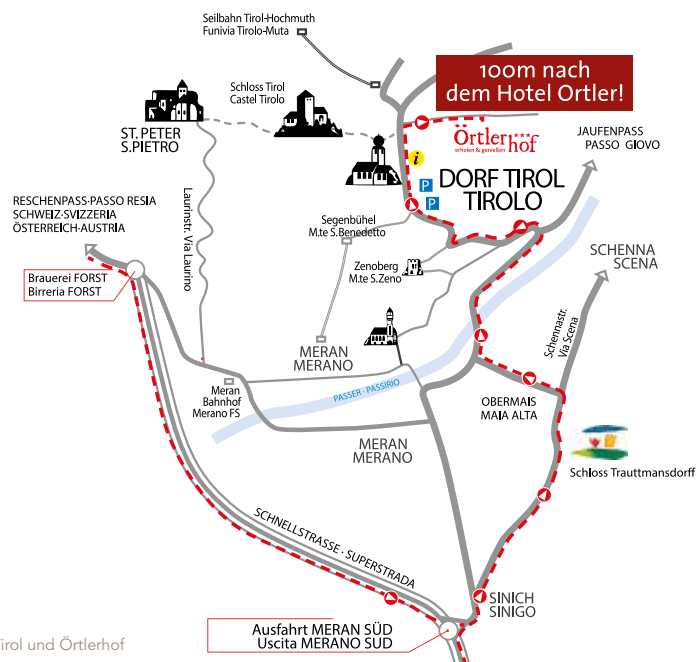 Seilbahn Tirol-Hochmuth
Funivia Tirolo-Muta
100m nach
dem Hotel Ortler!
Schloss Tirol
Castel Tirolo
Örtlerhof***
erholen & genießen
ST. PETER
S.PIETRO
i
JAUFENPASS
PASSO GIOVO
P
P
DORF TIROL
TIROLO
RESCHENPASS-PASSO RESIA
SCHWEIZ-SVIZZERIA
ÖSTERREICH-AUSTRIA
Laurinstr. Via Laurino
Segenbühel
M.te S.Benedetto
SCHENNA
SCENA
Brauerei FORST
Birreria FORST
Zenoberg
M.te S.Zeno
Schennastr.
Via Scena
MERAN
MERANO
Meran
Bahnhof
Merano FS
PASSER - PASSIRIO
OBERMAIS
MAIA ALTA
MERAN
MERANO
Schloss Trauttmansdorff
SCHNELLSTRASSE - SUPERSTRADA
SINICH
SINIGO
Ausfahrt MERAN SÜD
Uscita MERANO SUD
Tirol und Örtlerhof